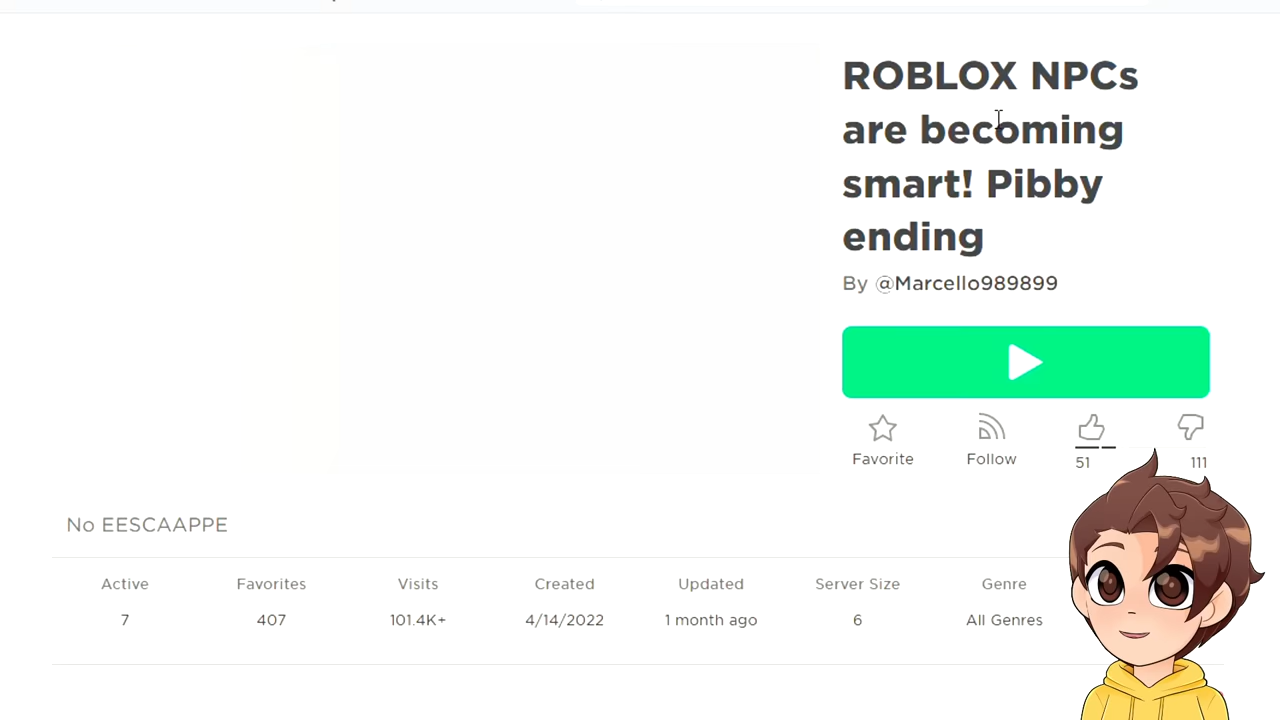 ROBLOX NPCs
are becoming
smart! Pibby
ending
By @Marcello989899
Favorite Follow 51 111
No EESCAAPPE
Active Favorites Visits Created Updated Server Size Genre
7 407 101.4K+ 4/14/2022 1 month ago 6 All Genres